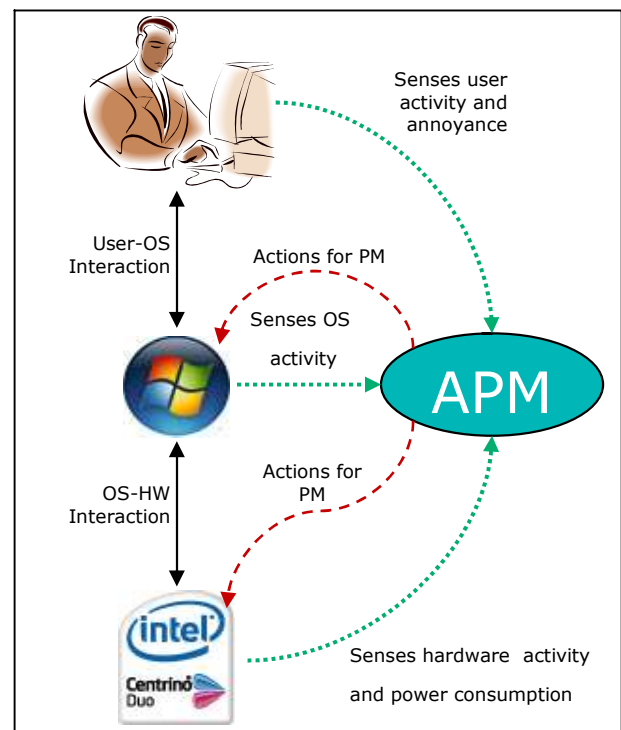 Senses user
activity and
annoyance
User-OS
Interaction
Actions for PM
Senses OS
activity
APM
Actions for
PM
OS-HW
Interaction
intel
Centrino
Duo
Senses hardware activity
and power consumption